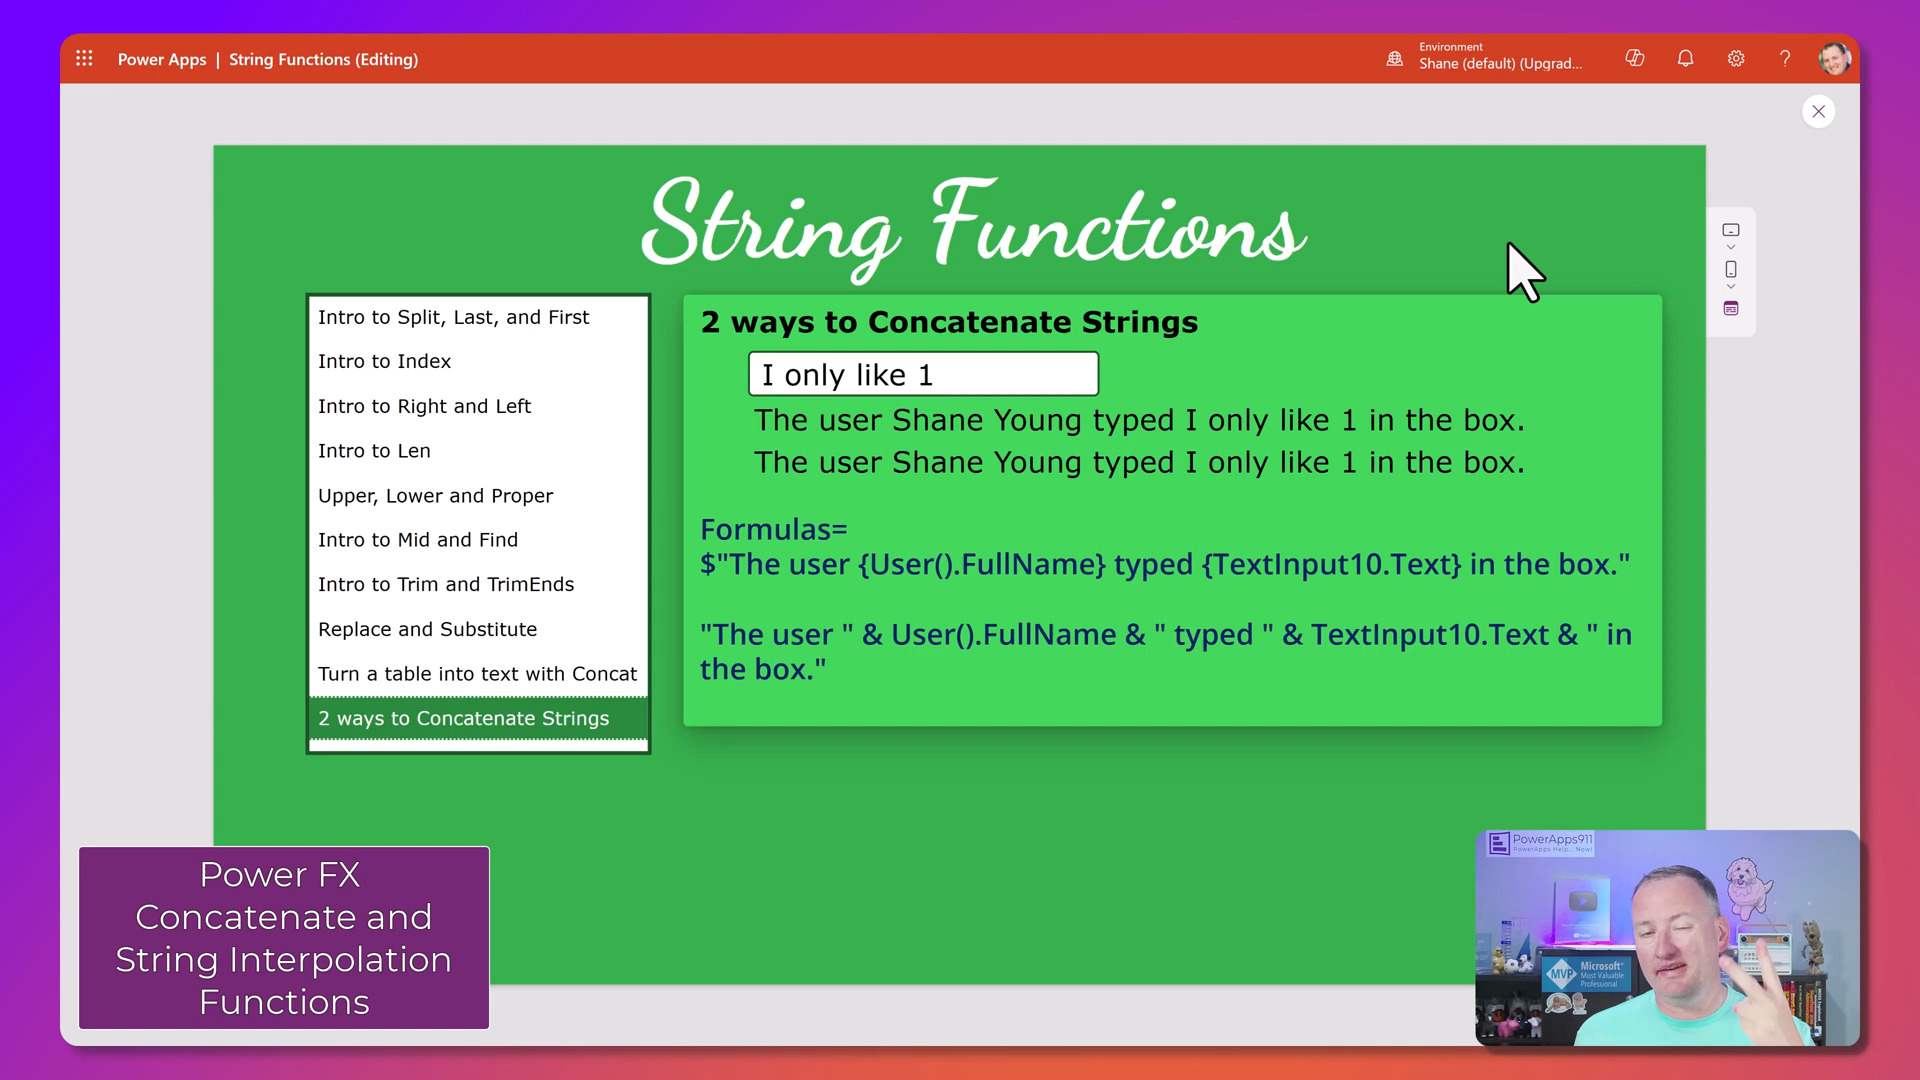 Power Apps | String Functions (Editing)
Environment
Shane (default) (Upgrad...
String Functions
Intro to Split, Last, and First
Intro to Index
Intro to Right and Left
Intro to Len
Upper, Lower and Proper
Intro to Mid and Find
Intro to Trim and TrimEnds
Replace and Substitute
Turn a table into text with Concat
2 ways to Concatenate Strings
2 ways to Concatenate Strings
I only like 1
The user Shane Young typed I only like 1 in the box.
The user Shane Young typed I only like 1 in the box.
Formulas=
$"The user {User().FullName} typed {TextInput10.Text} in the box."
"The user " & User().FullName & " typed " & TextInput10.Text & " in
the box."
Power FX
Concatenate and
String Interpolation
Functions
PowerApps911
PowerApps Help... Now!
Microsoft
MVP
Most Valuable
Professional